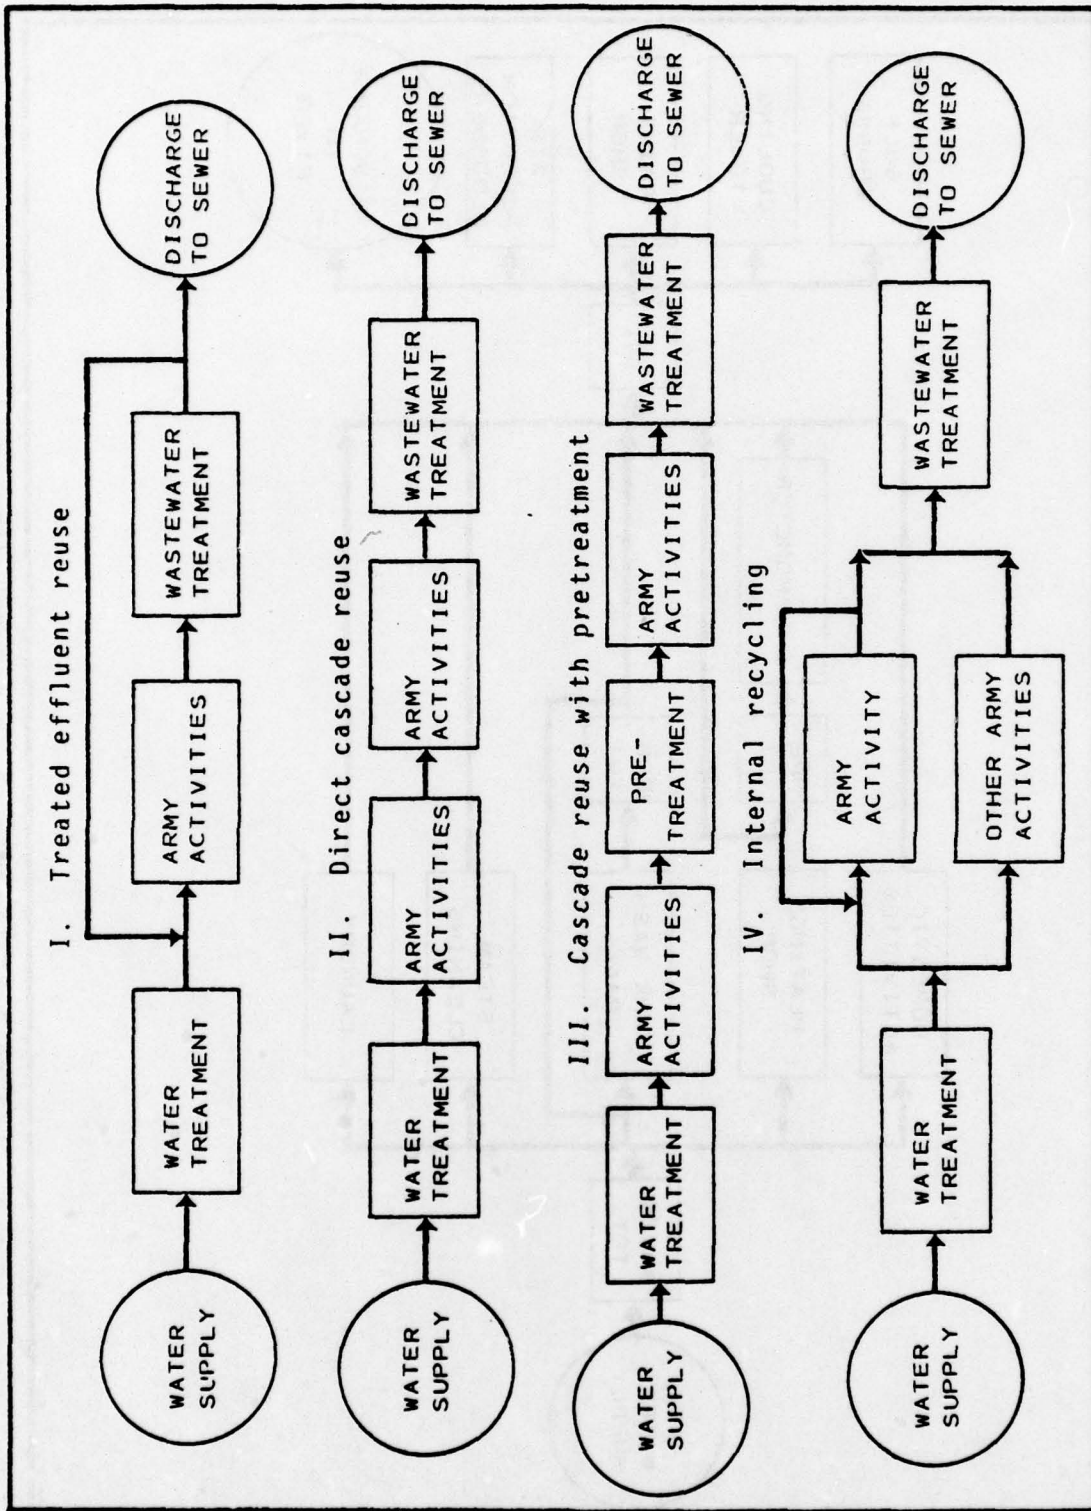 I. Treated effluent reuse
WATER
SUPPLY
WATER
TREATMENT
ARMY
ACTIVITIES
WASTEWATER
TREATMENT
DISCHARGE
TO SEWER
II. Direct cascade reuse
WATER
SUPPLY
WATER
TREATMENT
ARMY
ACTIVITIES
ARMY
ACTIVITIES
WASTEWATER
TREATMENT
DISCHARGE
TO SEWER
III. Cascade reuse with pretreatment
WATER
SUPPLY
WATER
TREATMENT
ARMY
ACTIVITIES
PRE-
TREATMENT
ARMY
ACTIVITIES
WASTEWATER
TREATMENT
DISCHARGE
TO SEWER
IV. Internal recycling
WATER
SUPPLY
WATER
TREATMENT
ARMY
ACTIVITY
OTHER ARMY
ACTIVITIES
WASTEWATER
TREATMENT
DISCHARGE
TO SEWER